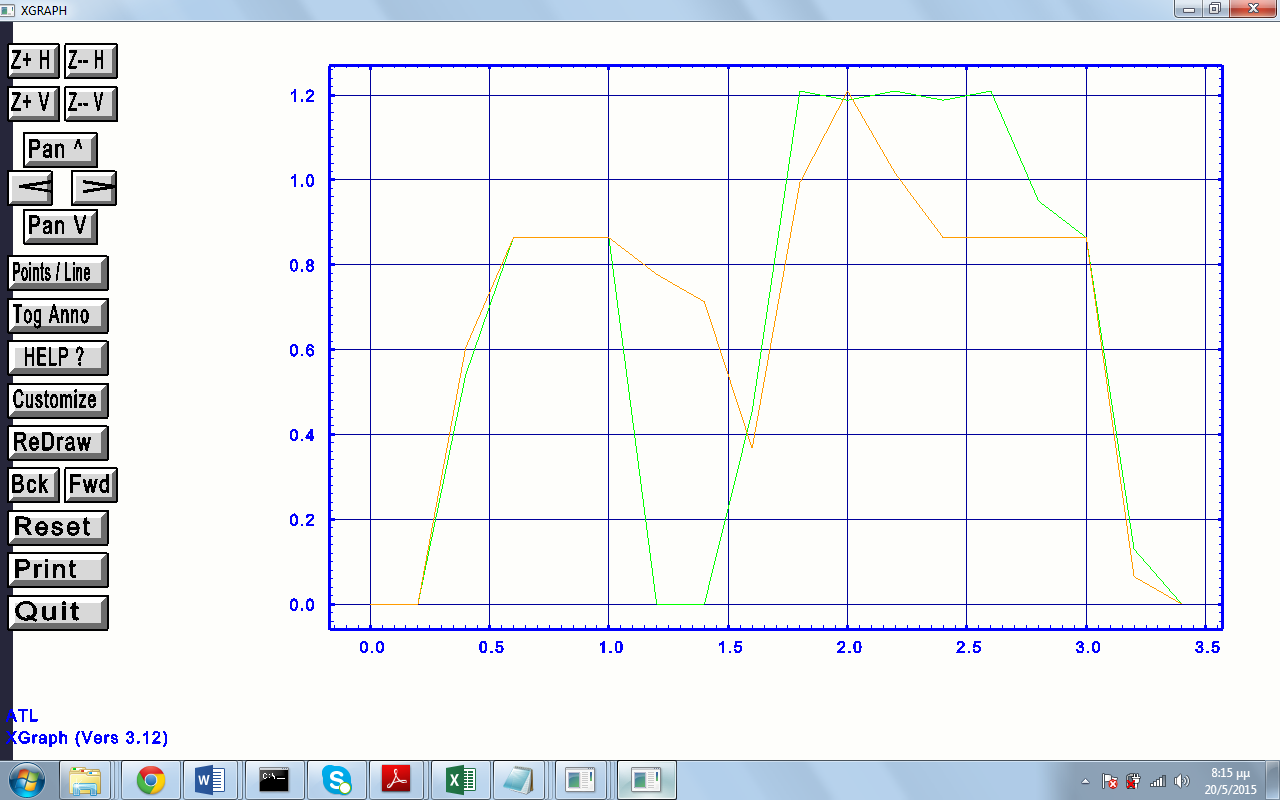 XGRAPH
Z+ H Z-- H
Z+ V Z-- V
Pan ^
< >
Pan V
Points / Line
Tog Anno
HELP ?
Customize
ReDraw
Bck Fwd
Reset
Print
Quit
1.2
1.0
0.8
0.6
0.4
0.2
0.0
0.0 0.5 1.0 1.5 2.0 2.5 3.0 3.5
ATL
XGraph (Vers 3.12)
C:\_
8:15 μμ
20/5/2015